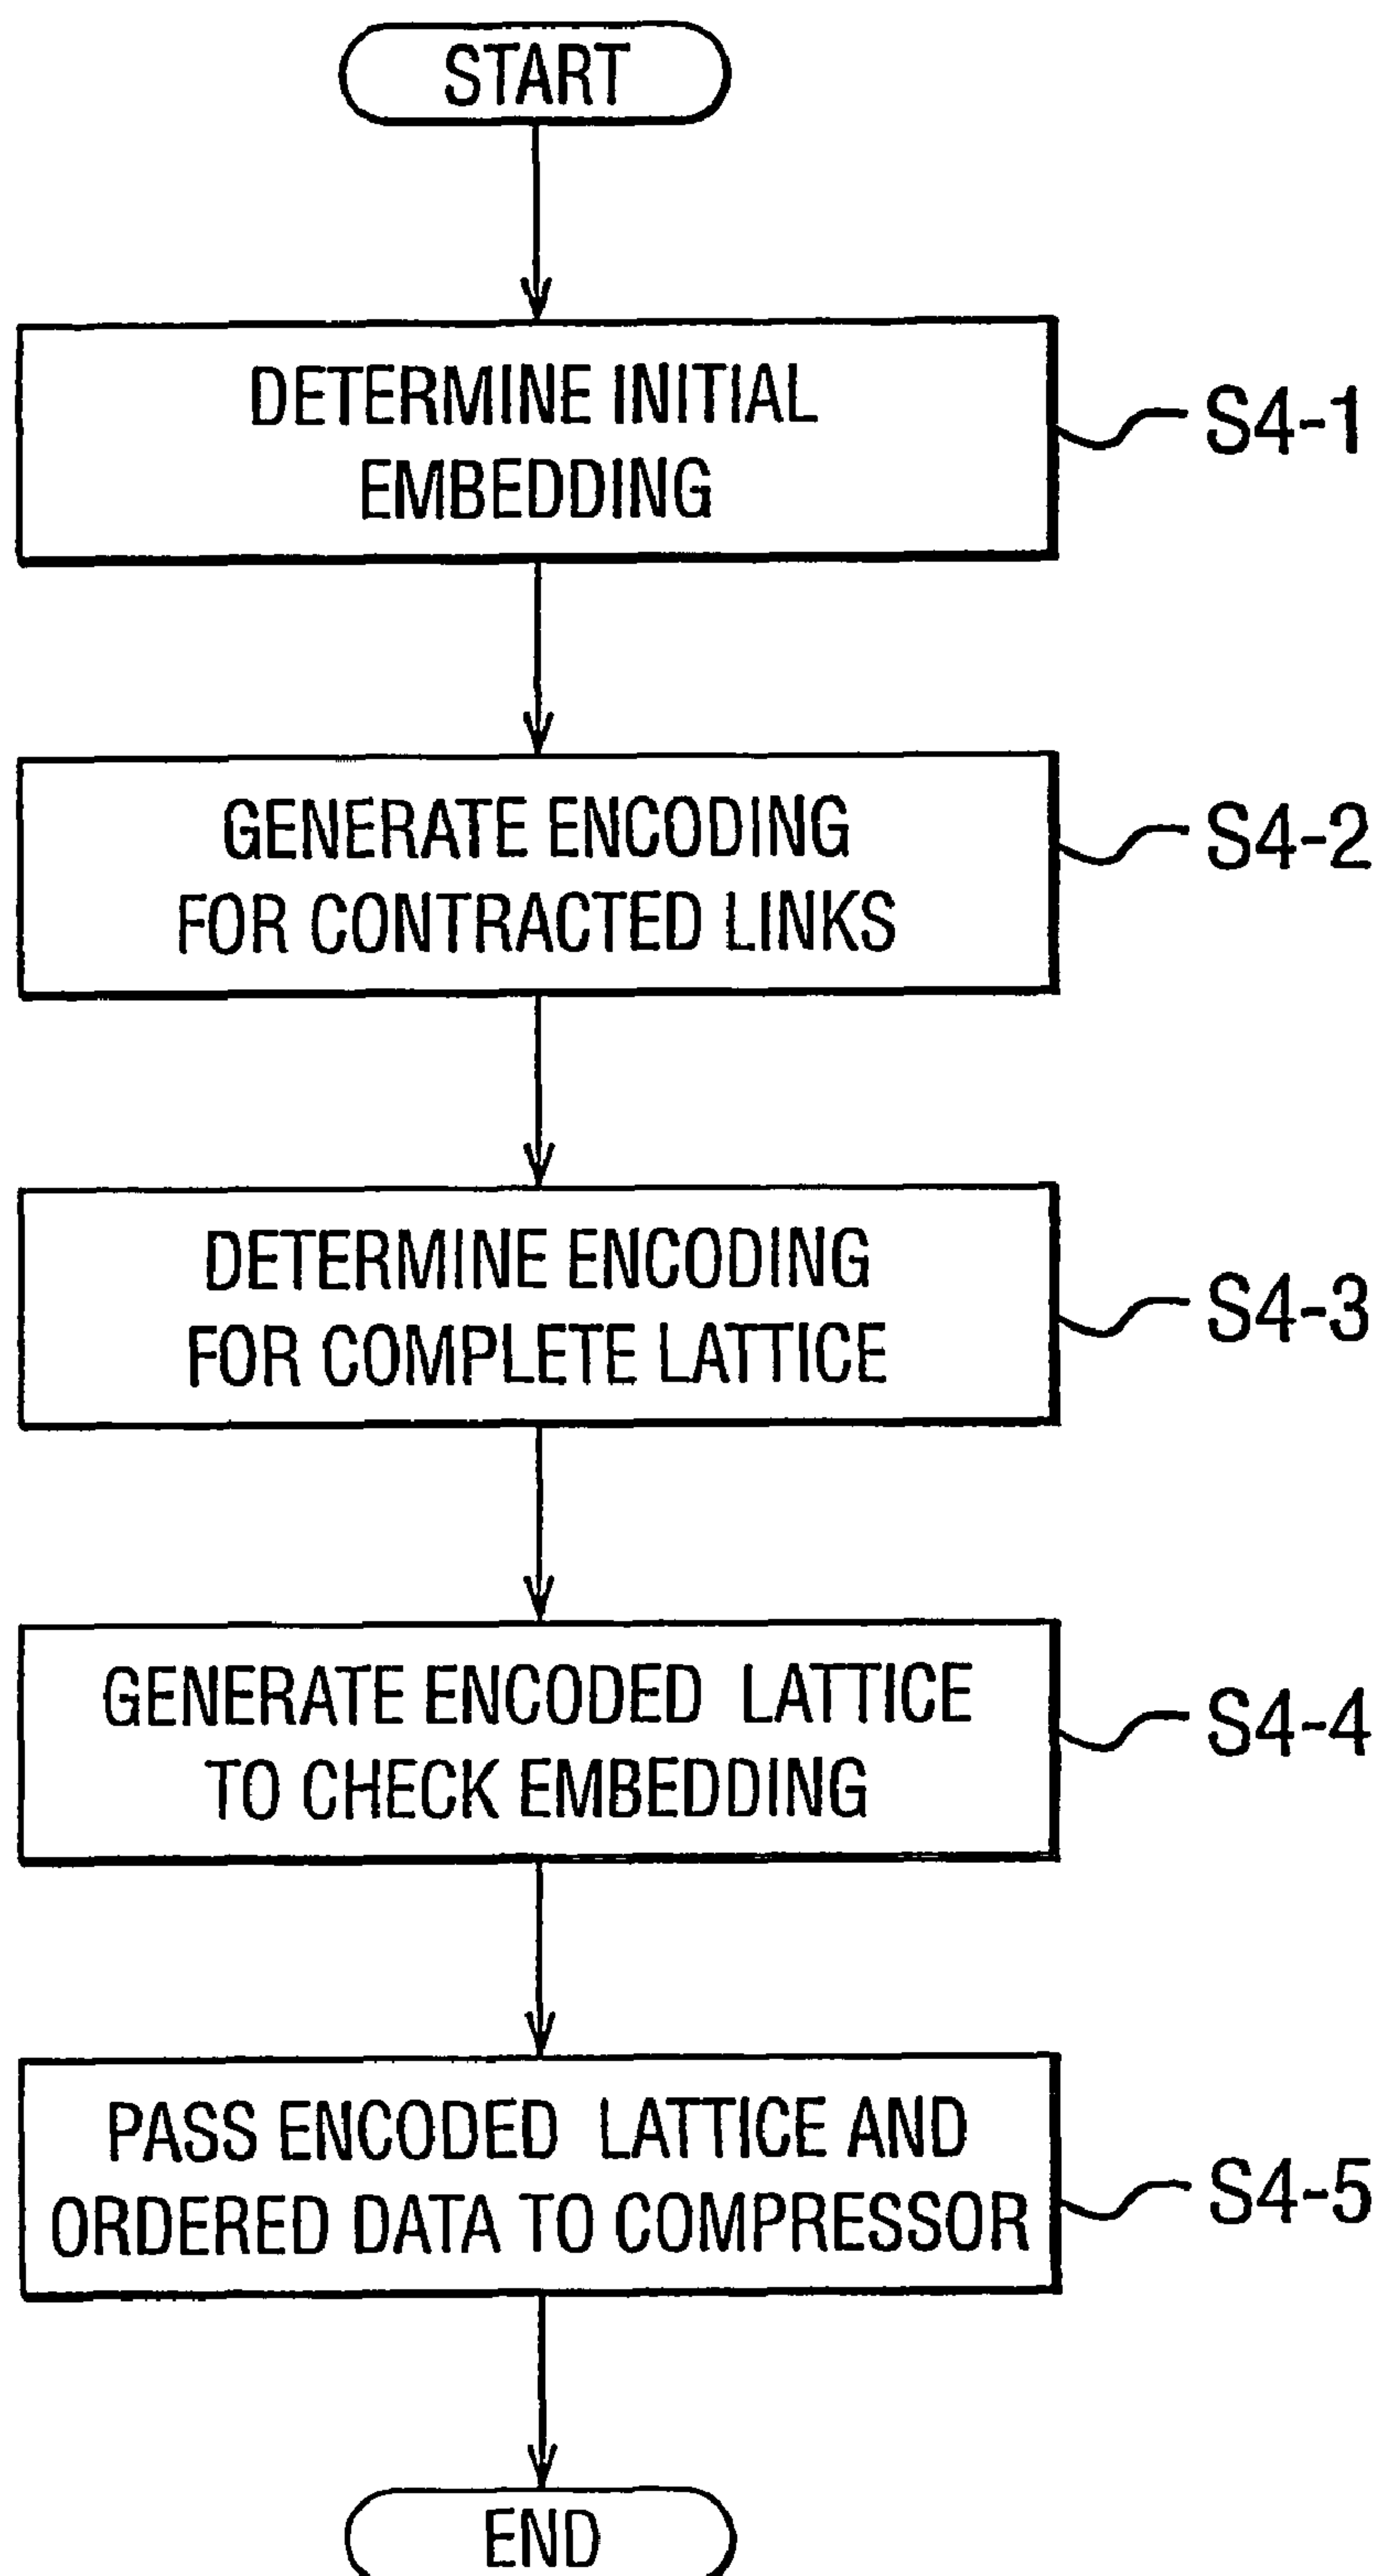 START
DETERMINE INITIAL
EMBEDDING
S4-1
GENERATE ENCODING
FOR CONTRACTED LINKS
S4-2
DETERMINE ENCODING
FOR COMPLETE LATTICE
S4-3
GENERATE ENCODED LATTICE
TO CHECK EMBEDDING
S4-4
PASS ENCODED LATTICE AND
ORDERED DATA TO COMPRESSOR
S4-5
END